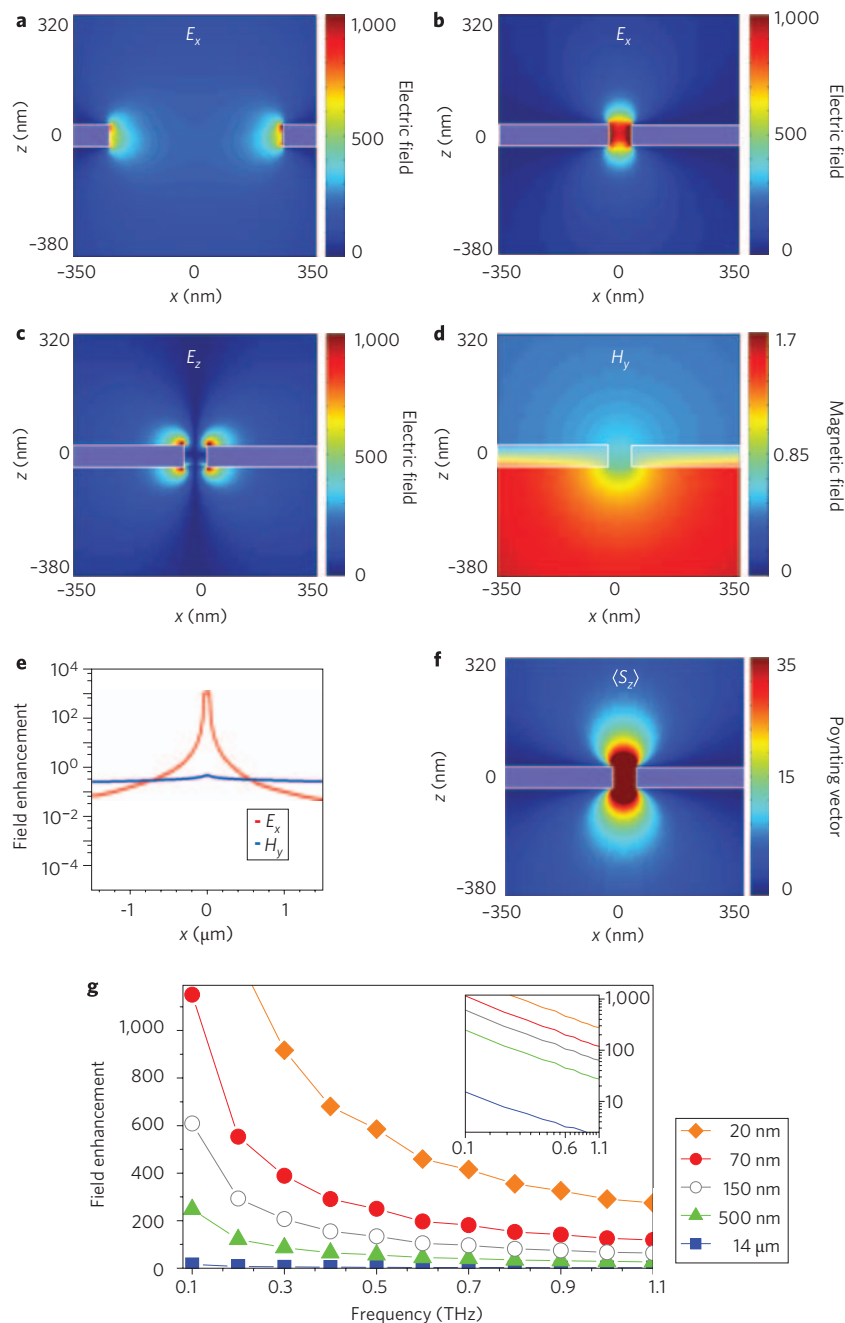 a
E_x
320
0
–380
z (nm)
–350
0
350
x (nm)
1,000
500
0
Electric field
b
E_x
320
0
–380
z (nm)
–350
0
350
x (nm)
1,000
500
0
Electric field
c
E_z
320
0
–380
z (nm)
–350
0
350
x (nm)
1,000
500
0
Electric field
d
H_y
320
0
–380
z (nm)
–350
0
350
x (nm)
1.7
0.85
0
Magnetic field
e
10^4
10^2
10^0
10^–2
10^–4
Field enhancement
E_x
H_y
-1
0
1
x (μm)
f
⟨S_z⟩
320
0
–380
z (nm)
–350
0
350
x (nm)
35
15
0
Poynting vector
g
1,000
800
600
400
200
0
Field enhancement
0.1
0.3
0.5
0.7
0.9
1.1
Frequency (THz)
1,000
100
10
0.1
0.6
1.1
20 nm
70 nm
150 nm
500 nm
14 μm